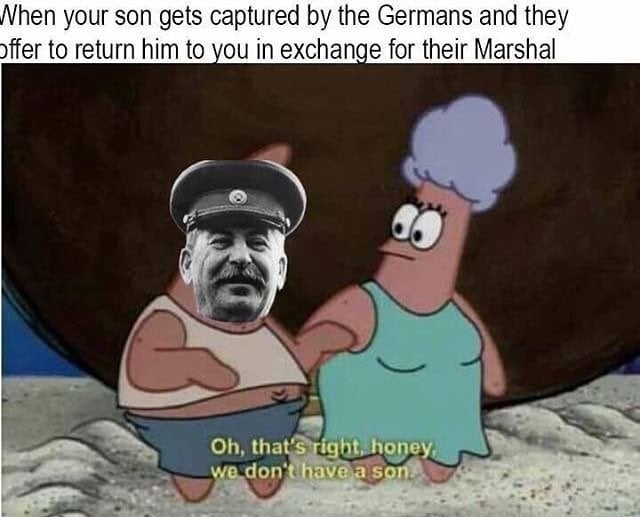 When your son gets captured by the Germans and they
offer to return him to you in exchange for their Marshal
Oh, that's right, honey,
we don't have a son.